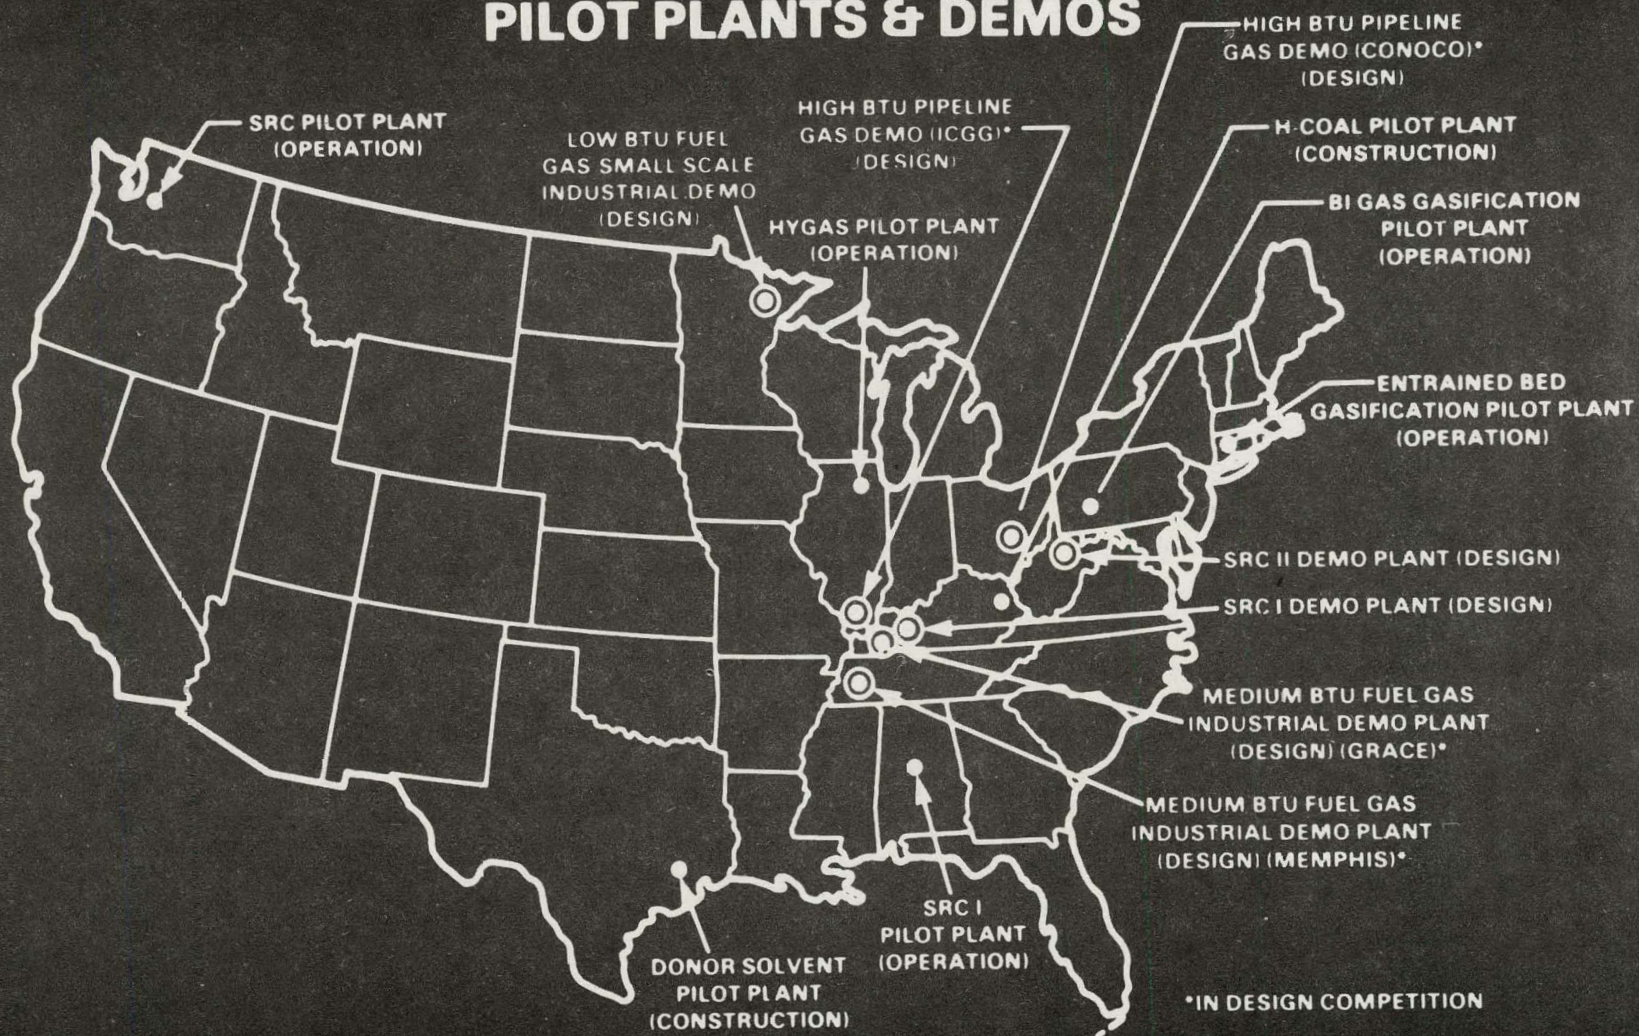 PILOT PLANTS & DEMOS
HIGH BTU PIPELINE
GAS DEMO (CONOCO)*
(DESIGN)
SRC PILOT PLANT
(OPERATION)
LOW BTU FUEL
GAS SMALL SCALE
INDUSTRIAL DEMO
(DESIGN)
HIGH BTU PIPELINE
GAS DEMO (ICGG)*
(DESIGN)
H-COAL PILOT PLANT
(CONSTRUCTION)
HYGAS PILOT PLANT
(OPERATION)
BI GAS GASIFICATION
PILOT PLANT
(OPERATION)
ENTRAINED BED
GASIFICATION PILOT PLANT
(OPERATION)
SRC II DEMO PLANT (DESIGN)
SRC I DEMO PLANT (DESIGN)
MEDIUM BTU FUEL GAS
INDUSTRIAL DEMO PLANT
(DESIGN) (GRACE)*
MEDIUM BTU FUEL GAS
INDUSTRIAL DEMO PLANT
(DESIGN) (MEMPHIS)*
SRC I
PILOT PLANT
(OPERATION)
DONOR SOLVENT
PILOT PLANT
(CONSTRUCTION)
*IN DESIGN COMPETITION